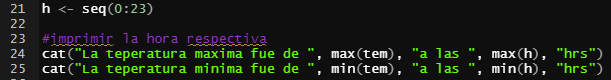 21 h <- seq(0:23)
22
23 #imprimir la hora respectiva
24 cat("La teperatura maxima fue de ", max(tem), "a las ", max(h), "hrs")
25 cat("La teperatura minima fue de ", min(tem), "a las ", min(h), "hrs")